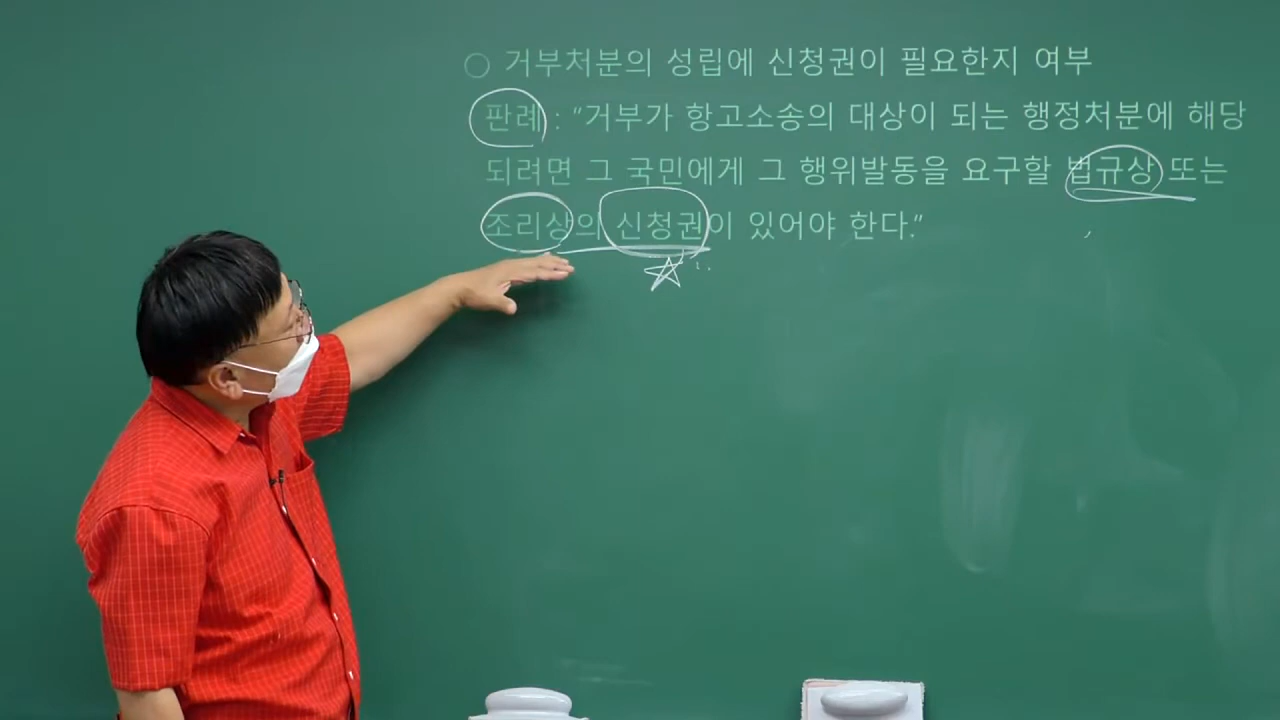 ○ 거부처분의 성립에 신청권이 필요한지 여부
판례 : “거부가 항고소송의 대상이 되는 행정처분에 해당
되려면 그 국민에게 그 행위발동을 요구할 법규상 또는
조리상의 신청권이 있어야 한다.”